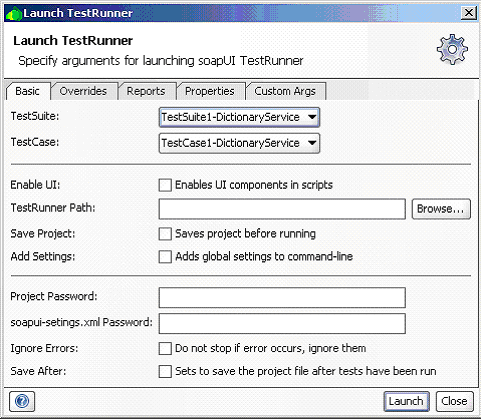 Launch TestRunner
Launch TestRunner
Specify arguments for launching soapUI TestRunner
Basic Overrides Reports Properties Custom Args
TestSuite: TestSuite1-DictionaryService
TestCase: TestCase1-DictionaryService
Enable UI: Enables UI components in scripts
TestRunner Path: Browse...
Save Project: Saves project before running
Add Settings: Adds global settings to command-line
Project Password:
soapui-setings.xml Password:
Ignore Errors: Do not stop if error occurs, ignore them
Save After: Sets to save the project file after tests have been run
? Launch Close